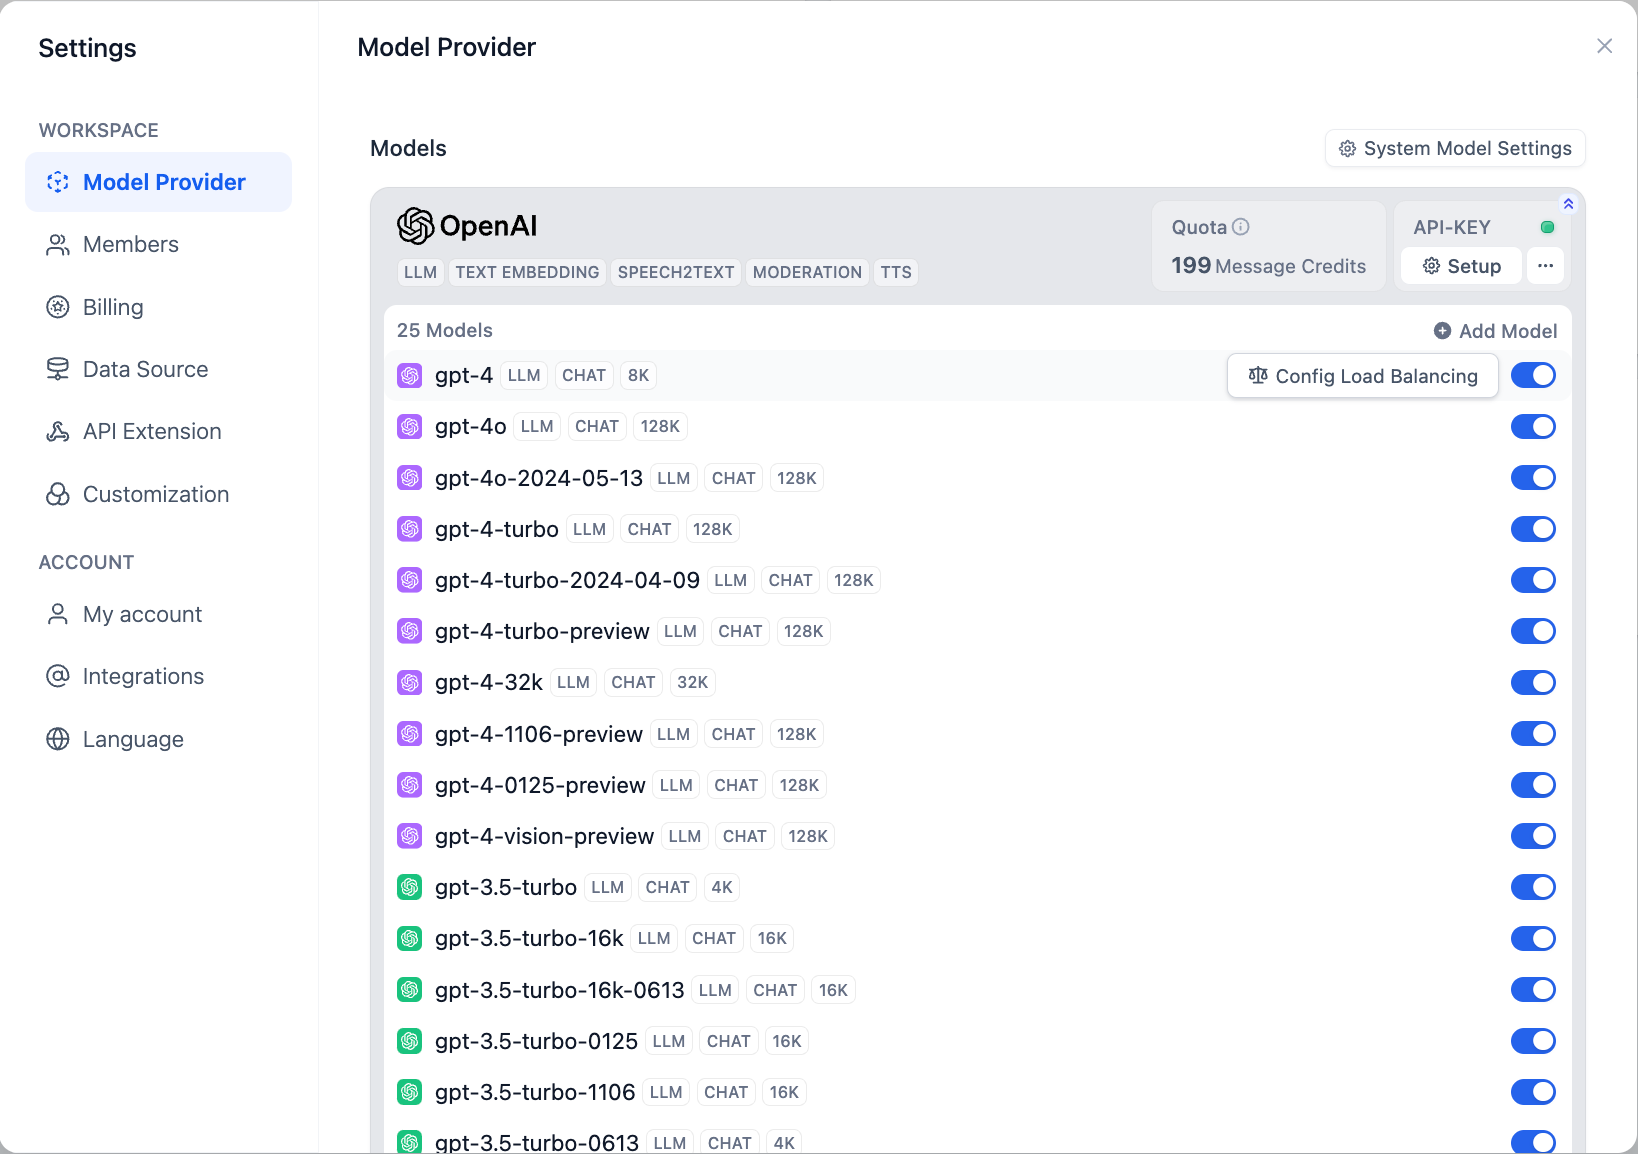 Settings
Model Provider
WORKSPACE
Model Provider
Members
Billing
Data Source
API Extension
Customization
ACCOUNT
My account
Integrations
Language
Models
System Model Settings
OpenAI
LLM TEXT EMBEDDING SPEECH2TEXT MODERATION TTS
Quota
199 Message Credits
API-KEY
Setup
25 Models
Add Model
gpt-4 LLM CHAT 8K
Config Load Balancing
gpt-4o LLM CHAT 128K
gpt-4o-2024-05-13 LLM CHAT 128K
gpt-4-turbo LLM CHAT 128K
gpt-4-turbo-2024-04-09 LLM CHAT 128K
gpt-4-turbo-preview LLM CHAT 128K
gpt-4-32k LLM CHAT 32K
gpt-4-1106-preview LLM CHAT 128K
gpt-4-0125-preview LLM CHAT 128K
gpt-4-vision-preview LLM CHAT 128K
gpt-3.5-turbo LLM CHAT 4K
gpt-3.5-turbo-16k LLM CHAT 16K
gpt-3.5-turbo-16k-0613 LLM CHAT 16K
gpt-3.5-turbo-0125 LLM CHAT 16K
gpt-3.5-turbo-1106 LLM CHAT 16K
gpt-3.5-turbo-0613 LLM CHAT 4K